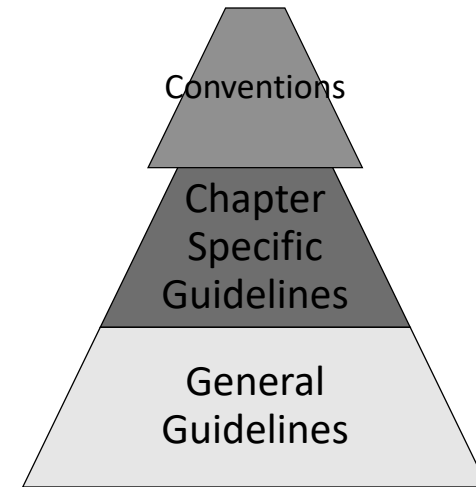 Conventions
Chapter
Specific
Guidelines
General
Guidelines